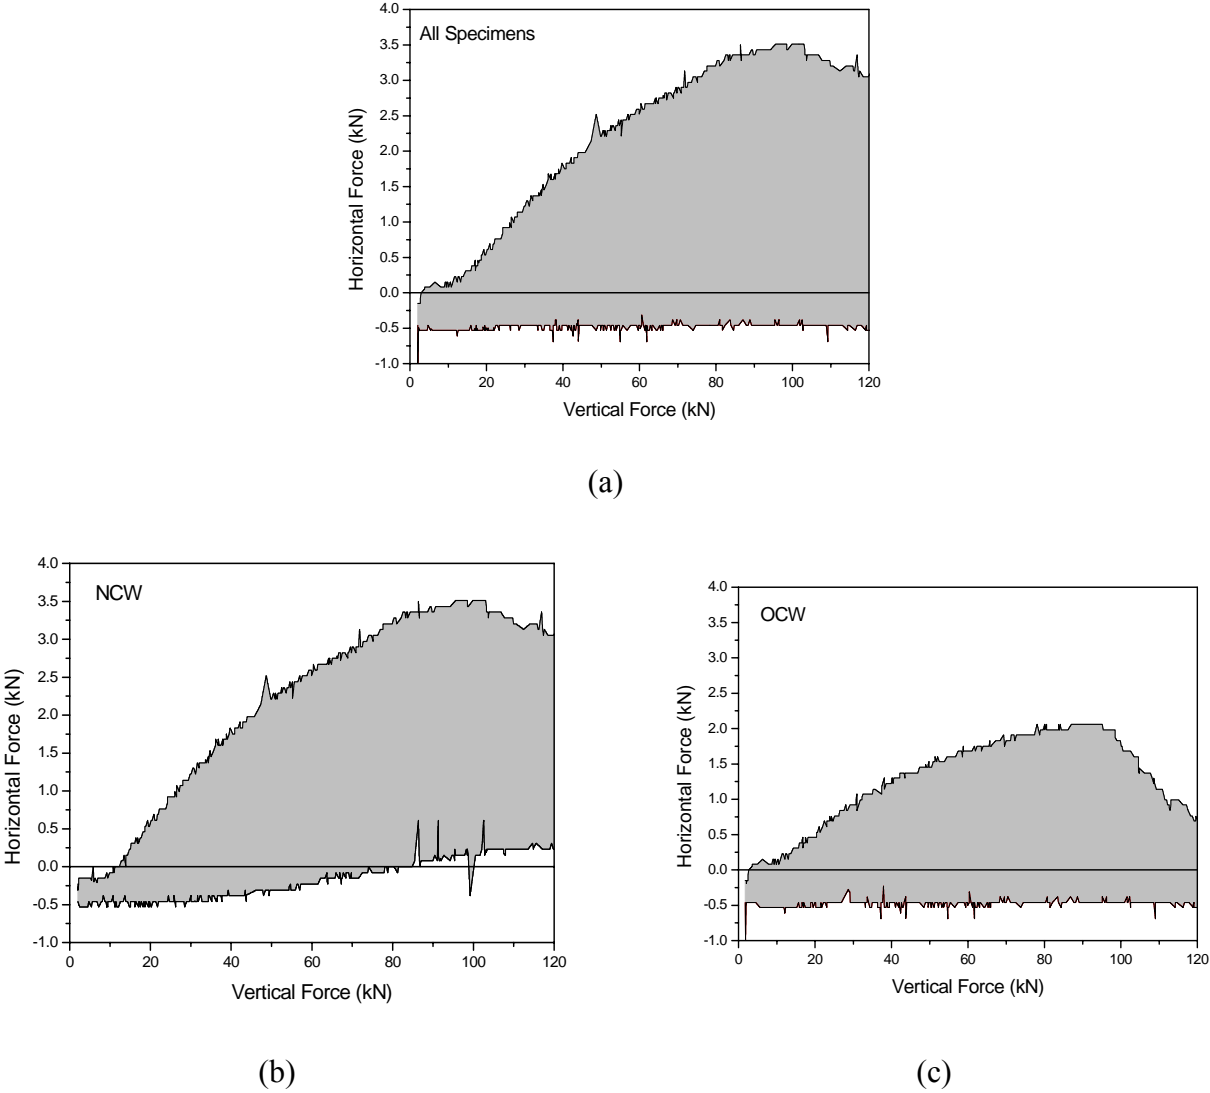 All Specimens
4.0
3.5
3.0
2.5
2.0
1.5
1.0
0.5
0.0
-0.5
-1.0
Horizontal Force (kN)
0 20 40 60 80 100 120
Vertical Force (kN)
(a)
NCW
4.0
3.5
3.0
2.5
2.0
1.5
1.0
0.5
0.0
-0.5
-1.0
Horizontal Force (kN)
0 20 40 60 80 100 120
Vertical Force (kN)
(b)
OCW
4.0
3.5
3.0
2.5
2.0
1.5
1.0
0.5
0.0
-0.5
-1.0
Horizontal Force (kN)
0 20 40 60 80 100 120
Vertical Force (kN)
(c)